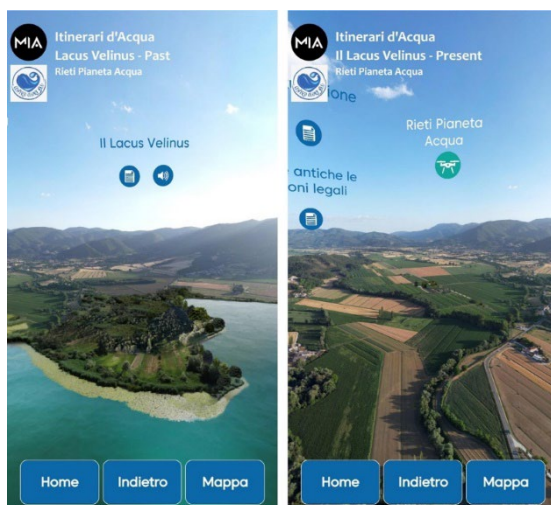 MIA
Itinerari d'Acqua
Lacus Velinus - Past
Rieti Pianeta Acqua
Il Lacus Velinus
Home
Indietro
Mappa
MIA
Itinerari d'Acqua
Il Lacus Velinus - Present
Rieti Pianeta Acqua
ione
Rieti Pianeta
Acqua
antiche le
oni legali
Home
Indietro
Mappa